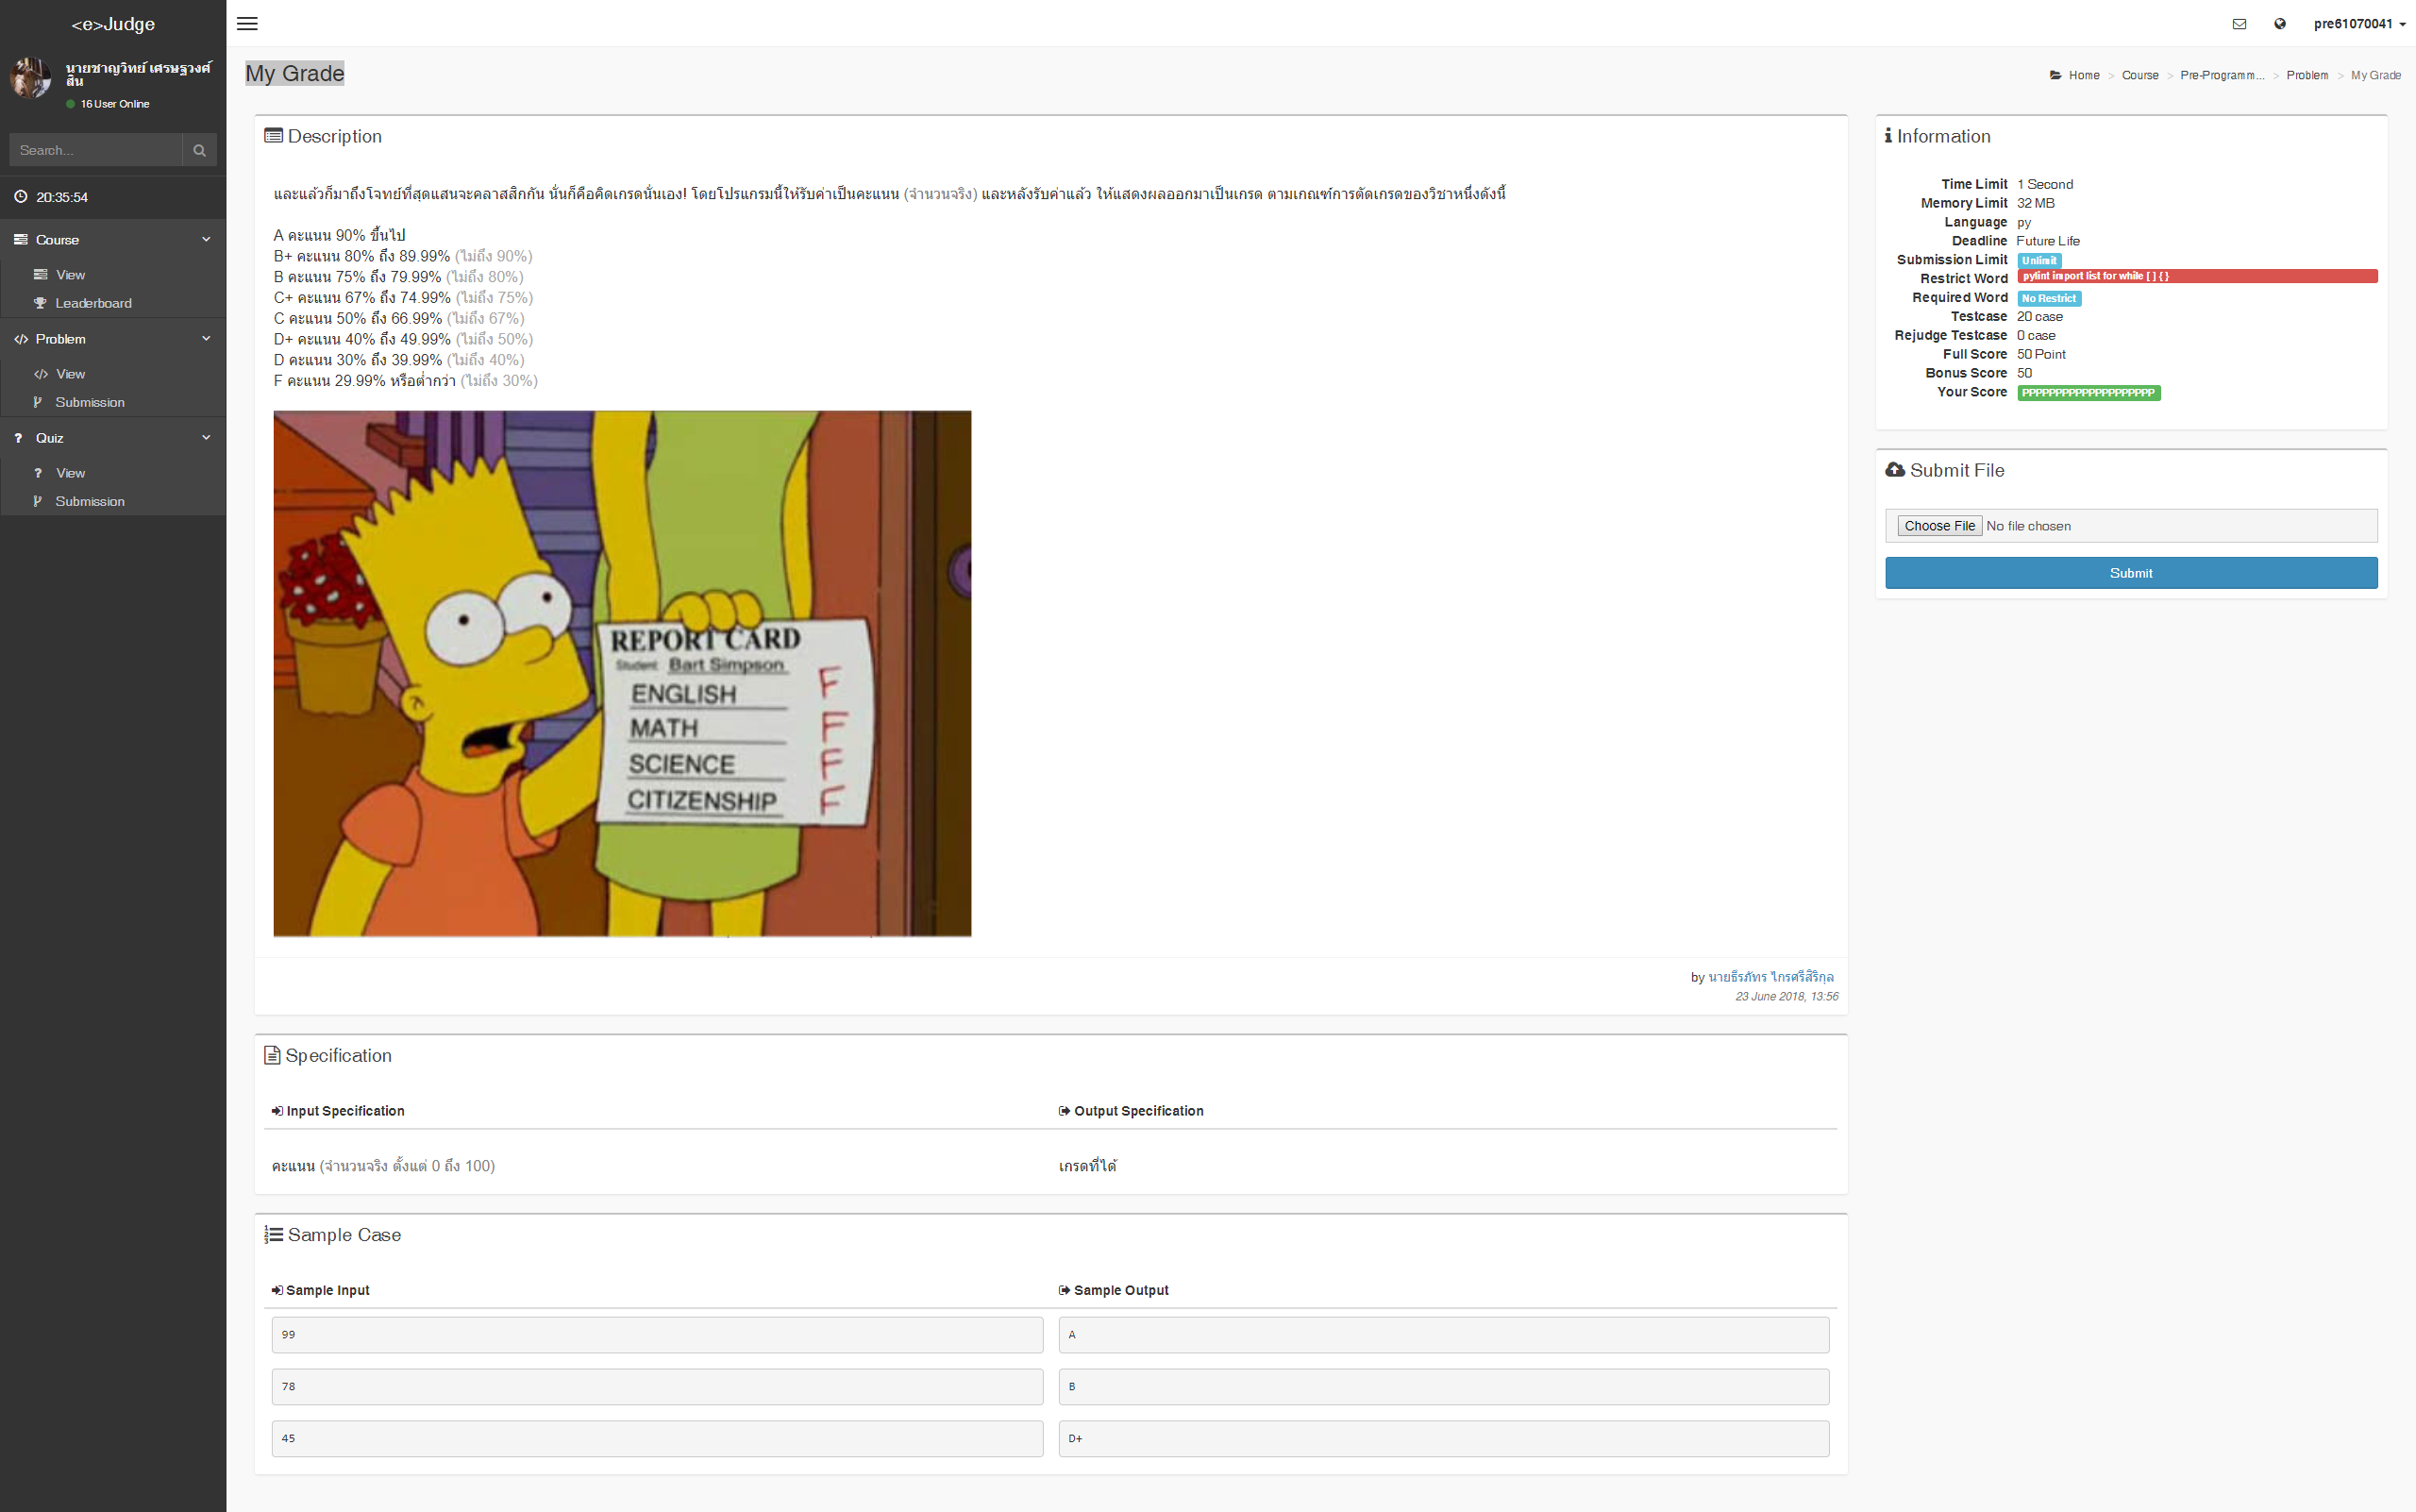 <e>Judge
pre61070041
นายชาญวิทย์ เศรษฐวงศ์
สิน
16 User Online
Search...
20:35:54
Course
View
Leaderboard
Problem
View
Submission
Quiz
View
Submission
My Grade
Home > Course > Pre-Programm... > Problem > My Grade
Description
และแล้วก็มาถึงโจทย์ที่สุดแสนจะคลาสสิกกัน นั่นก็คือคิดเกรดนั่นเอง! โดยโปรแกรมนี้ให้รับค่าเป็นคะแนน (จำนวนจริง) และหลังรับค่าแล้ว ให้แสดงผลออกมาเป็นเกรด ตามเกณฑ์การตัดเกรดของวิชาหนึ่งดังนี้
A คะแนน 90% ขึ้นไป
B+ คะแนน 80% ถึง 89.99% (ไม่ถึง 90%)
B คะแนน 75% ถึง 79.99% (ไม่ถึง 80%)
C+ คะแนน 67% ถึง 74.99% (ไม่ถึง 75%)
C คะแนน 50% ถึง 66.99% (ไม่ถึง 67%)
D+ คะแนน 40% ถึง 49.99% (ไม่ถึง 50%)
D คะแนน 30% ถึง 39.99% (ไม่ถึง 40%)
F คะแนน 29.99% หรือต่ำกว่า (ไม่ถึง 30%)
REPORT CARD
Student: Bart Simpson
ENGLISH F
MATH F
SCIENCE F
CITIZENSHIP F
by นายธีรภัทร ไกรศรีสิริกุล
23 June 2018, 13:56
Specification
Input Specification Output Specification
คะแนน (จำนวนจริง ตั้งแต่ 0 ถึง 100) เกรดที่ได้
Sample Case
Sample Input Sample Output
99 A
78 B
45 D+
Information
Time Limit 1 Second
Memory Limit 32 MB
Language py
Deadline Future Life
Submission Limit Unlimit
Restrict Word pylint import list for while [ ] { }
Required Word No Restrict
Testcase 20 case
Rejudge Testcase 0 case
Full Score 50 Point
Bonus Score 50
Your Score PPPPPPPPPPPPPPPPPPPP
Submit File
Choose File No file chosen
Submit